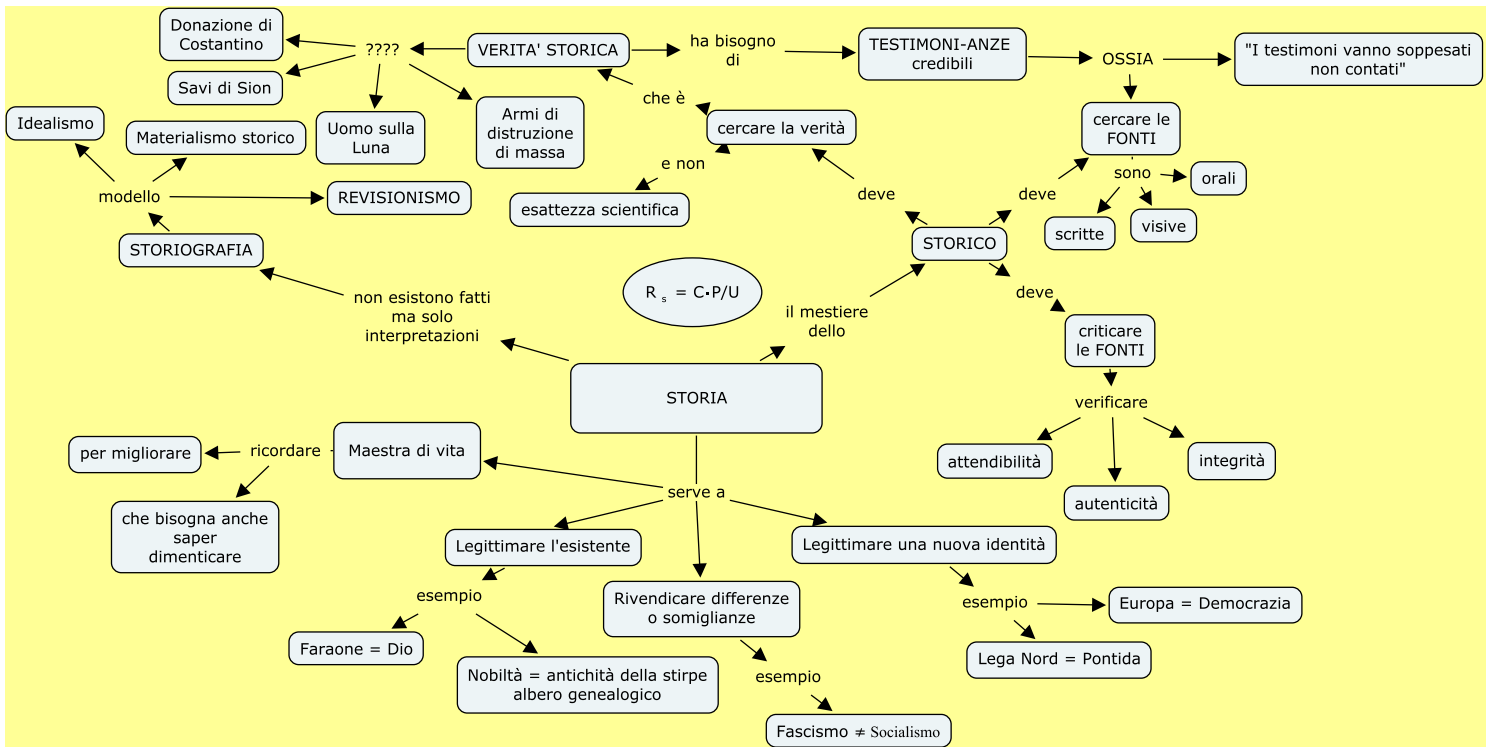 Donazione di
Costantino
????
VERITA' STORICA
ha bisogno
di
TESTIMONI-ANZE
credibili
OSSIA
"I testimoni vanno soppesati
non contati"
Savi di Sion
Idealismo
Materialismo storico
Uomo sulla
Luna
Armi di
distruzione
di massa
che è
cercare la verità
cercare le
FONTI
e non
esattezza scientifica
modello
REVISIONISMO
STORIOGRAFIA
deve
STORICO
deve
sono
orali
scritte
visive
non esistono fatti
ma solo
interpretazioni
R s = C·P/U
il mestiere
dello
deve
criticare
le FONTI
STORIA
verificare
attendibilità
autenticità
integrità
per migliorare
ricordare
Maestra di vita
che bisogna anche
saper
dimenticare
serve a
Legittimare l'esistente
Legittimare una nuova identità
esempio
Rivendicare differenze
o somiglianze
esempio
Europa = Democrazia
Faraone = Dio
Nobiltà = antichità della stirpe
albero genealogico
esempio
Lega Nord = Pontida
Fascismo ≠ Socialismo